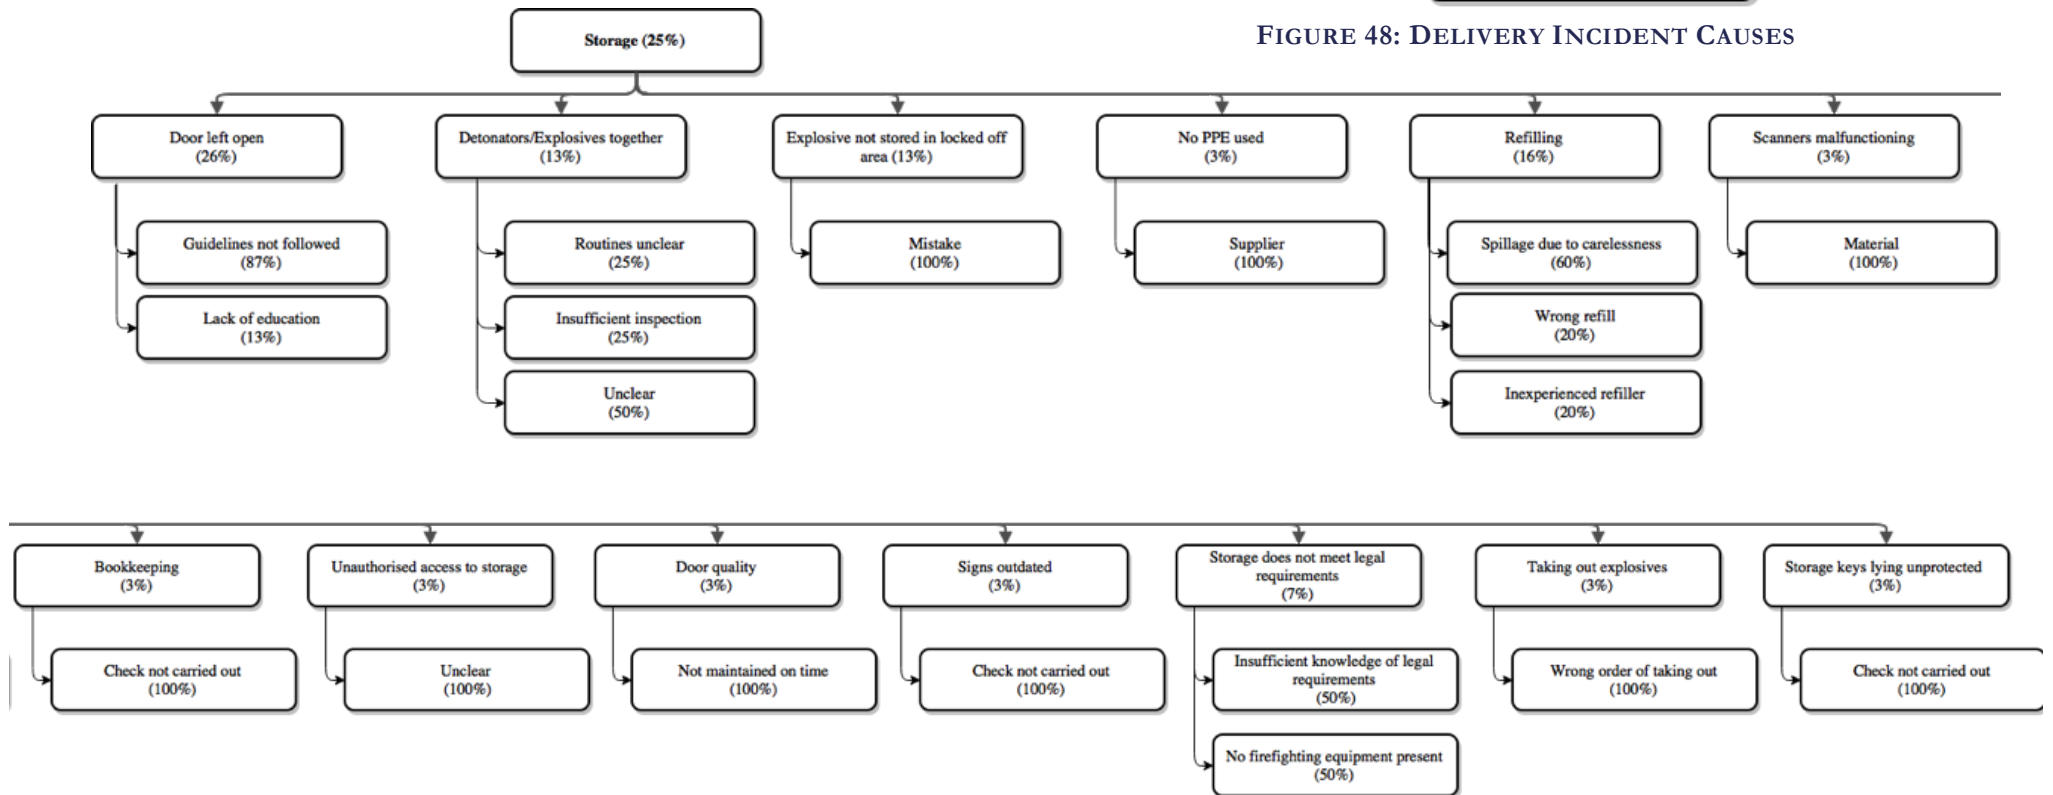 FIGURE 48: DELIVERY INCIDENT CAUSES
Storage (25%)
Door left open
(26%)
Guidelines not followed
(87%)
Lack of education
(13%)
Detonators/Explosives together
(13%)
Routines unclear
(25%)
Insufficient inspection
(25%)
Unclear
(50%)
Explosive not stored in locked off
area (13%)
Mistake
(100%)
No PPE used
(3%)
Supplier
(100%)
Refilling
(16%)
Spillage due to carelessness
(60%)
Wrong refill
(20%)
Inexperienced refiller
(20%)
Scanners malfunctioning
(3%)
Material
(100%)
Bookkeeping
(3%)
Check not carried out
(100%)
Unauthorised access to storage
(3%)
Unclear
(100%)
Door quality
(3%)
Not maintained on time
(100%)
Signs outdated
(3%)
Check not carried out
(100%)
Storage does not meet legal
requirements
(7%)
Insufficient knowledge of legal
requirements
(50%)
No firefighting equipment present
(50%)
Taking out explosives
(3%)
Wrong order of taking out
(100%)
Storage keys lying unprotected
(3%)
Check not carried out
(100%)